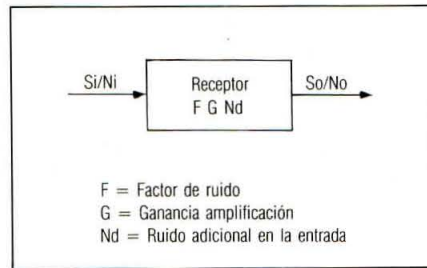 Si/Ni
Receptor
So/No
F G Nd
F = Factor de ruido
G = Ganancia amplificación
Nd = Ruido adicional en la entrada